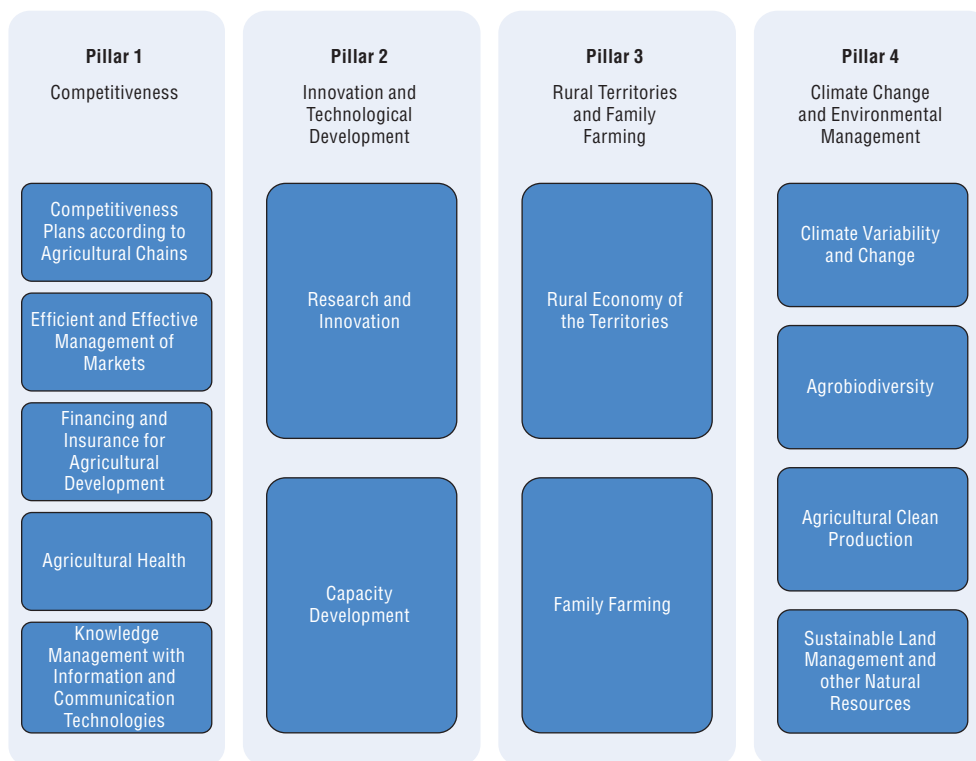 Pillar 1
Competitiveness
Competitiveness
Plans according to
Agricultural Chains
Efficient and Effective
Management of
Markets
Financing and
Insurance for
Agricultural
Development
Agricultural Health
Knowledge
Management with
Information and
Communication
Technologies
Pillar 2
Innovation and
Technological
Development
Research and
Innovation
Capacity
Development
Pillar 3
Rural Territories
and Family
Farming
Rural Economy of
the Territories
Family Farming
Pillar 4
Climate Change
and Environmental
Management
Climate Variability
and Change
Agrobiodiversity
Agricultural Clean
Production
Sustainable Land
Management and
other Natural
Resources